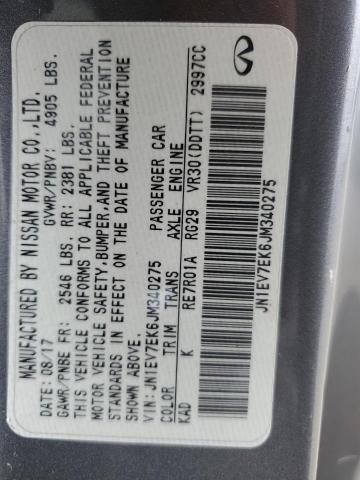 MANUFACTURED BY NISSAN MOTOR CO.,LTD.
DATE: 08/17 GVWR/PNBV: 4905 LBS.
GAWR/PNBE FR: 2546 LBS. RR: 2381 LBS.
THIS VEHICLE CONFORMS TO ALL APPLICABLE FEDERAL
MOTOR VEHICLE SAFETY,BUMPER,AND THEFT PREVENTION
STANDARDS IN EFFECT ON THE DATE OF MANUFACTURE
SHOWN ABOVE.
VIN: JN1EV7EK6JM340275 PASSENGER CAR
COLOR TRIM TRANS AXLE ENGINE
KAD K RE7R01A RG29 VR30(DDTT) 2997CC
JN1EV7EK6JM340275